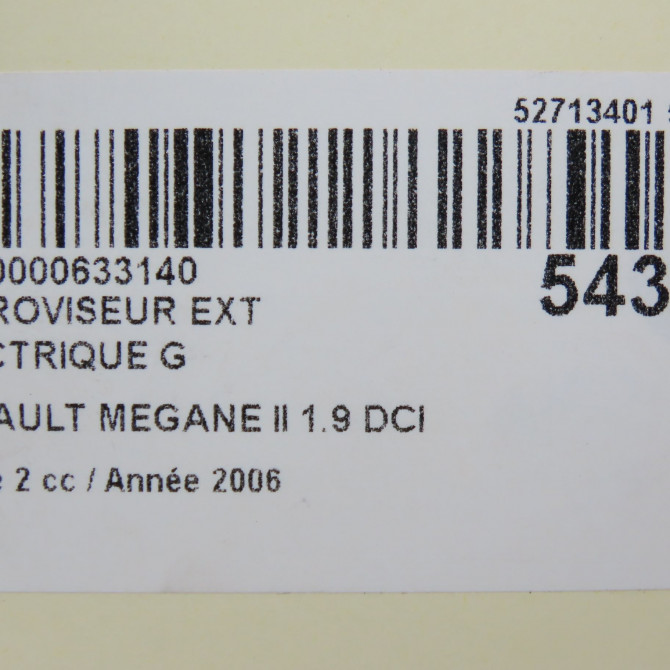 52713401
0000633140
543
ROVISEUR EXT
CTRIQUE G
AULT MEGANE II 1.9 DCI
e 2 cc / Année 2006